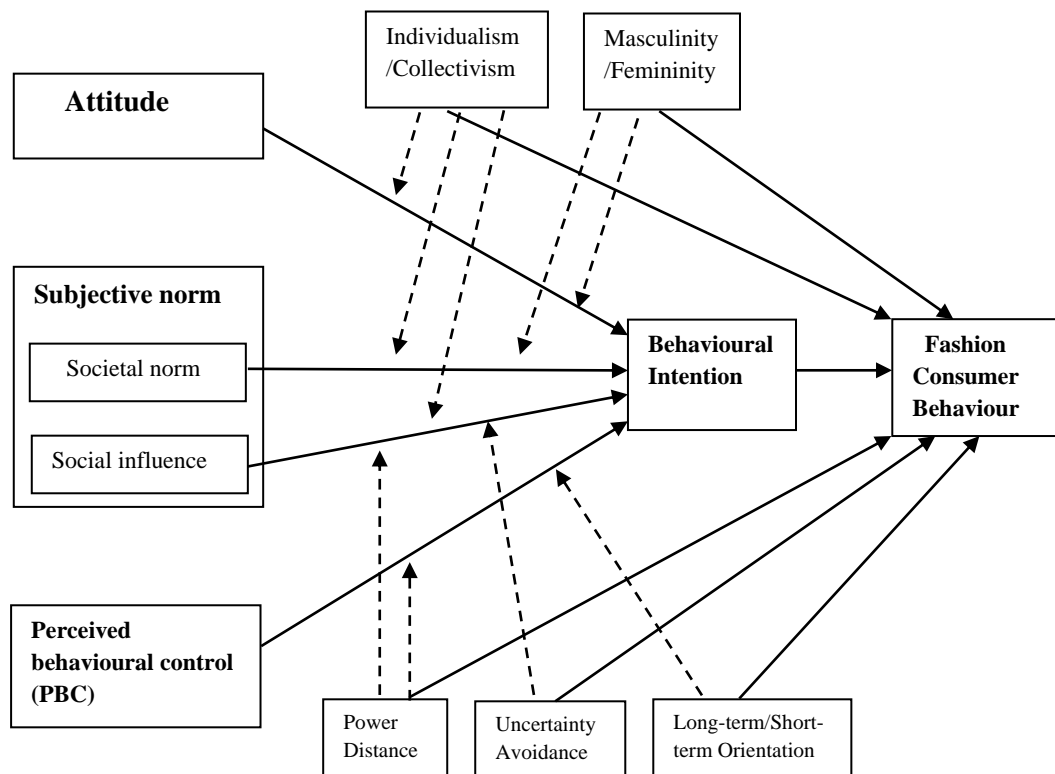 Individualism
/Collectivism
Masculinity
/Femininity
Attitude
Subjective norm
Societal norm
Social influence
Behavioural
Intention
Fashion
Consumer
Behaviour
Perceived
behavioural control
(PBC)
Power
Distance
Uncertainty
Avoidance
Long-term/Short-
term Orientation